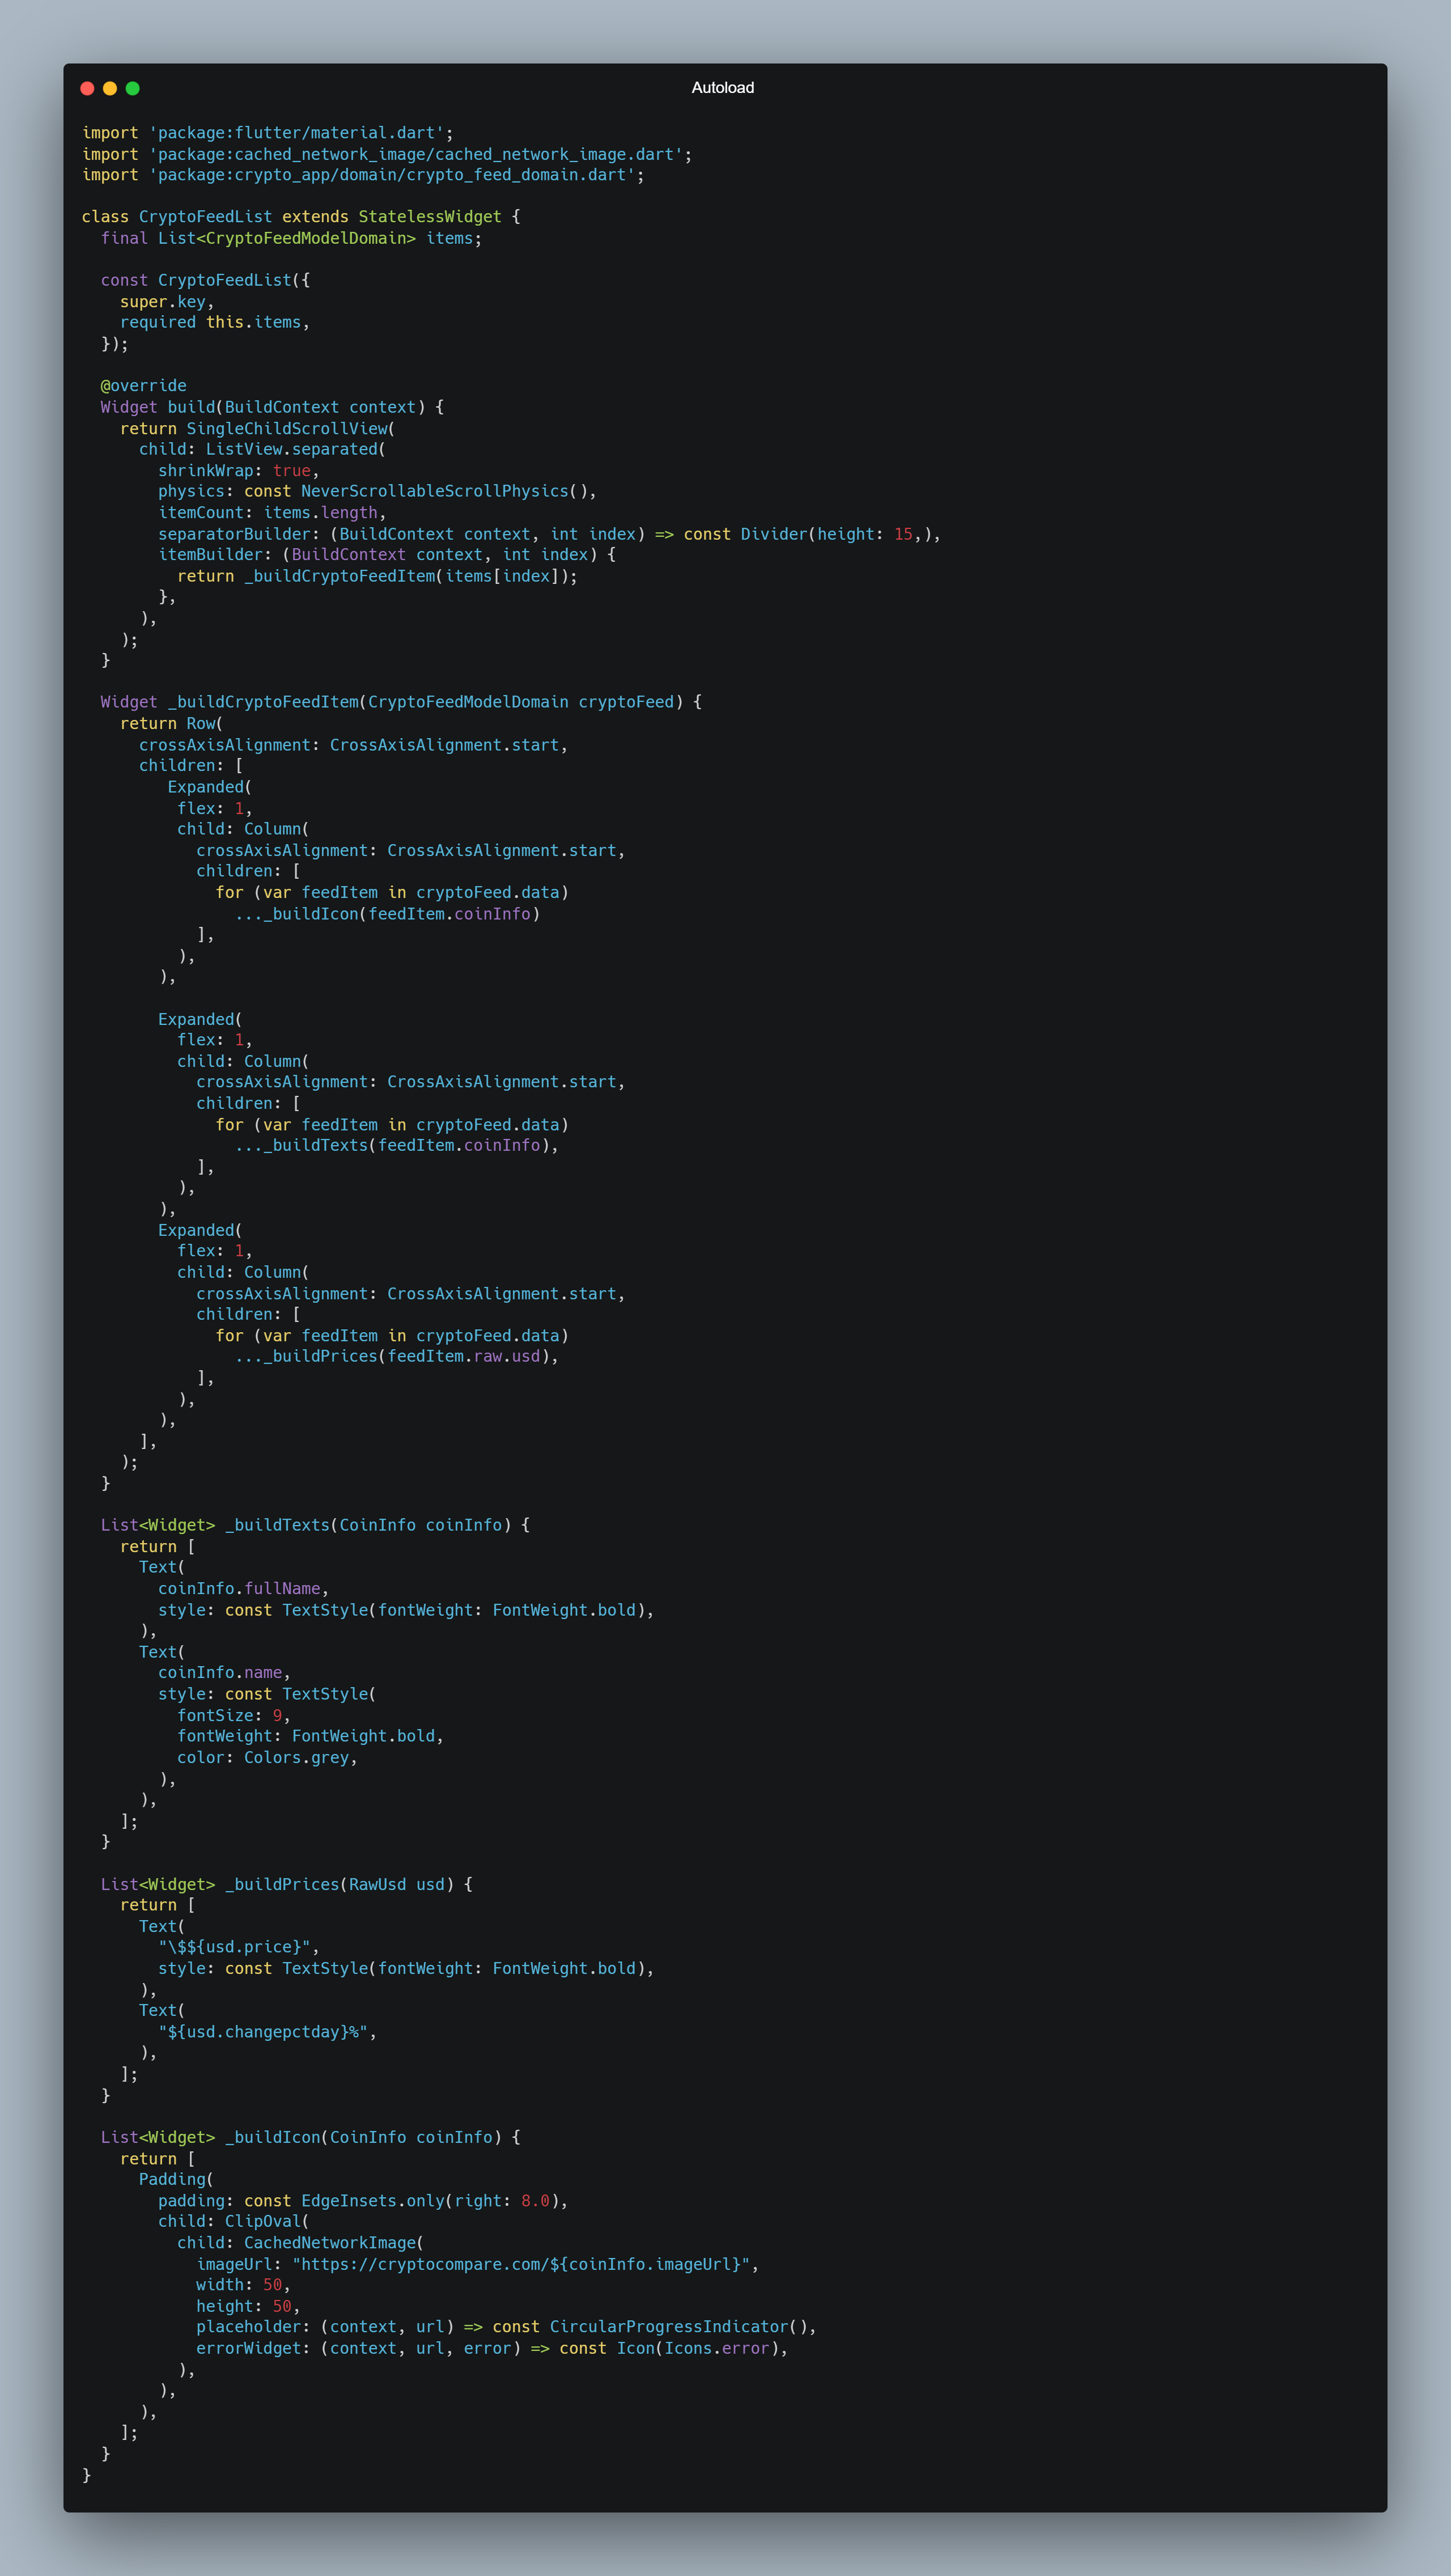 Autoload
import 'package:flutter/material.dart';
import 'package:cached_network_image/cached_network_image.dart';
import 'package:crypto_app/domain/crypto_feed_domain.dart';

class CryptoFeedList extends StatelessWidget {
  final List<CryptoFeedModelDomain> items;

  const CryptoFeedList({
    super.key,
    required this.items,
  });

  @override
  Widget build(BuildContext context) {
    return SingleChildScrollView(
      child: ListView.separated(
        shrinkWrap: true,
        physics: const NeverScrollableScrollPhysics(),
        itemCount: items.length,
        separatorBuilder: (BuildContext context, int index) => const Divider(height: 15,),
        itemBuilder: (BuildContext context, int index) {
          return _buildCryptoFeedItem(items[index]);
        },
      ),
    );
  }

  Widget _buildCryptoFeedItem(CryptoFeedModelDomain cryptoFeed) {
    return Row(
      crossAxisAlignment: CrossAxisAlignment.start,
      children: [
         Expanded(
          flex: 1,
          child: Column(
            crossAxisAlignment: CrossAxisAlignment.start,
            children: [
              for (var feedItem in cryptoFeed.data)
                ..._buildIcon(feedItem.coinInfo)
            ],
          ),
        ),

        Expanded(
          flex: 1,
          child: Column(
            crossAxisAlignment: CrossAxisAlignment.start,
            children: [
              for (var feedItem in cryptoFeed.data)
                ..._buildTexts(feedItem.coinInfo),
            ],
          ),
        ),
        Expanded(
          flex: 1,
          child: Column(
            crossAxisAlignment: CrossAxisAlignment.start,
            children: [
              for (var feedItem in cryptoFeed.data)
                ..._buildPrices(feedItem.raw.usd),
            ],
          ),
        ),
      ],
    );
  }

  List<Widget> _buildTexts(CoinInfo coinInfo) {
    return [
      Text(
        coinInfo.fullName,
        style: const TextStyle(fontWeight: FontWeight.bold),
      ),
      Text(
        coinInfo.name,
        style: const TextStyle(
          fontSize: 9,
          fontWeight: FontWeight.bold,
          color: Colors.grey,
        ),
      ),
    ];
  }

  List<Widget> _buildPrices(RawUsd usd) {
    return [
      Text(
        "\$${usd.price}",
        style: const TextStyle(fontWeight: FontWeight.bold),
      ),
      Text(
        "${usd.changepctday}%",
      ),
    ];
  }

  List<Widget> _buildIcon(CoinInfo coinInfo) {
    return [
      Padding(
        padding: const EdgeInsets.only(right: 8.0),
        child: ClipOval(
          child: CachedNetworkImage(
            imageUrl: "https://cryptocompare.com/${coinInfo.imageUrl}",
            width: 50,
            height: 50,
            placeholder: (context, url) => const CircularProgressIndicator(),
            errorWidget: (context, url, error) => const Icon(Icons.error),
          ),
        ),
      ),
    ];
  }
}